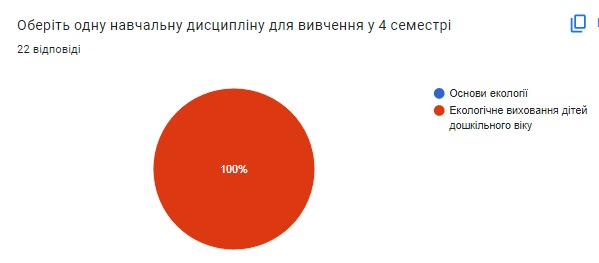 Оберіть одну навчальну дисципліну для вивчення у 4 семестрі
22 відповіді
Основи екології
Екологічне виховання дітей
дошкільного віку
100%